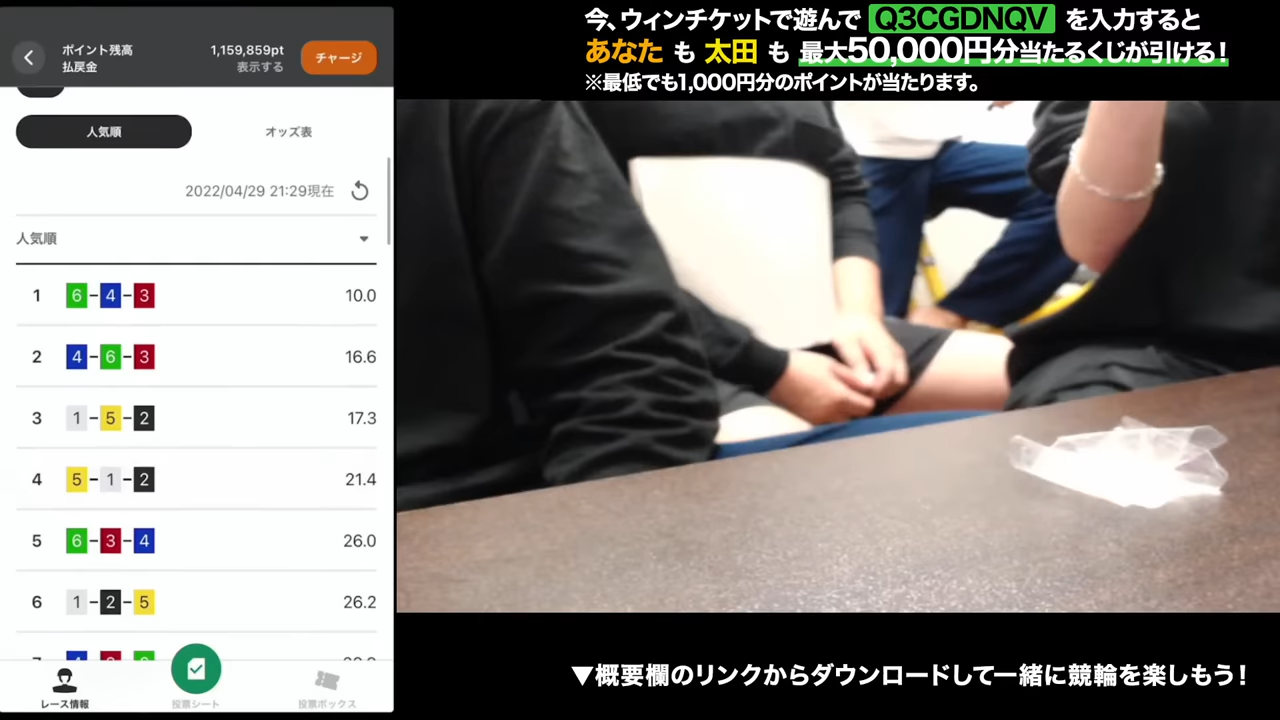 今、ウィンチケットで遊んで Q3CGDNQV を入力すると
あなた も 太田 も 最大50,000円分当たるくじが引ける!
※最低でも1,000円分のポイントが当たります。
ポイント残高 1,159,859pt
払戻金 表示する
チャージ
人気順 オッズ表
2022/04/29 21:29現在
人気順
1 6-4-3 10.0
2 4-6-3 16.6
3 1-5-2 17.3
4 5-1-2 21.4
5 6-3-4 26.0
6 1-2-5 26.2
レース情報 投票シート 投票ボックス
▼概要欄のリンクからダウンロードして一緒に競輪を楽しもう!